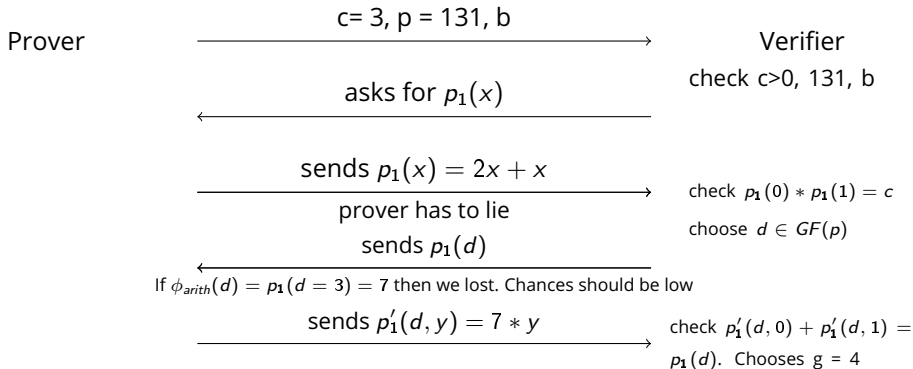 c= 3, p = 131, b
Prover
Verifier
check c>0, 131, b
asks for p₁(x)
sends p₁(x) = 2x + x
check p₁(0) ∗ p₁(1) = c
prover has to lie
choose d ∈ GF(p)
sends p₁(d)
If ϕ_arith(d) = p₁(d = 3) = 7 then we lost. Chances should be low
sends p′₁(d, y) = 7 ∗ y
check p′₁(d, 0) + p′₁(d, 1) =
p₁(d). Chooses g = 4